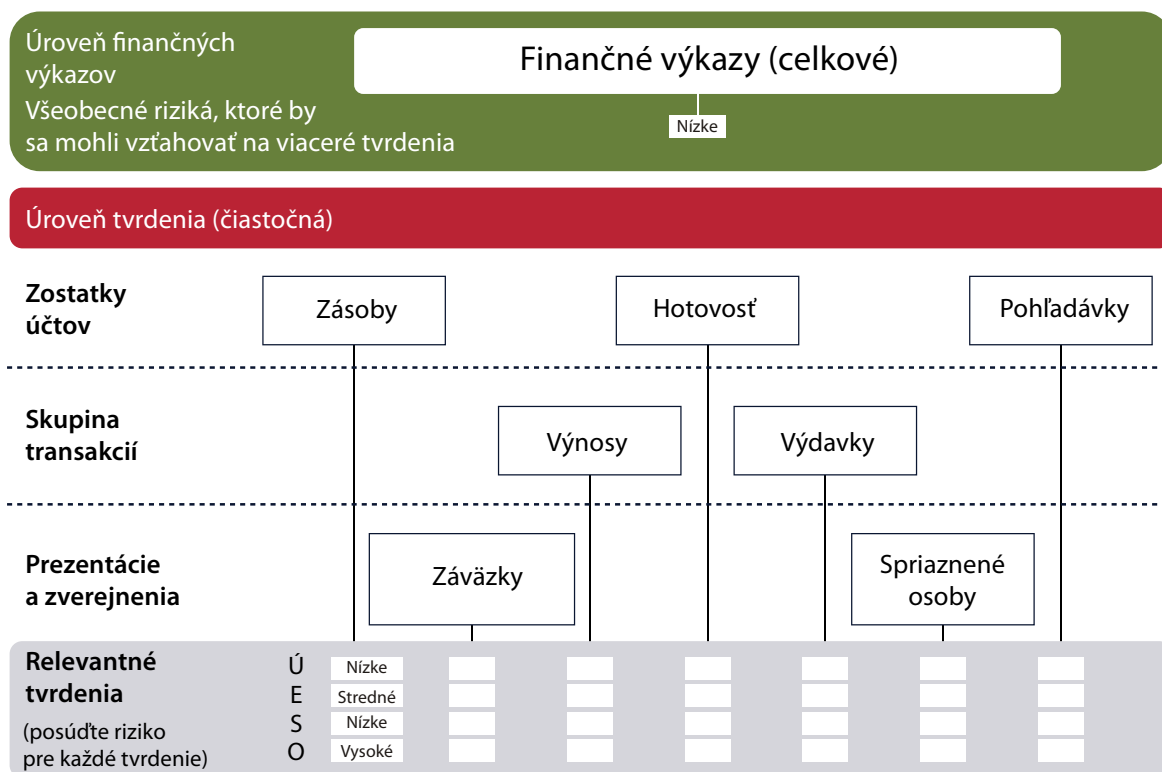 Úroveň finančných
výkazov
Všeobecné riziká, ktoré by
sa mohli vzťahovať na viaceré tvrdenia
Finančné výkazy (celkové)
Nízke
Úroveň tvrdenia (čiastočná)
Zostatky
účtov
Zásoby
Hotovosť
Pohľadávky
Skupina
transakcií
Výnosy
Výdavky
Prezentácie
a zverejnenia
Záväzky
Spriaznené
osoby
Relevantné
tvrdenia
(posúďte riziko
pre každé tvrdenie)
Ú Nízke
E Stredné
S Nízke
O Vysoké